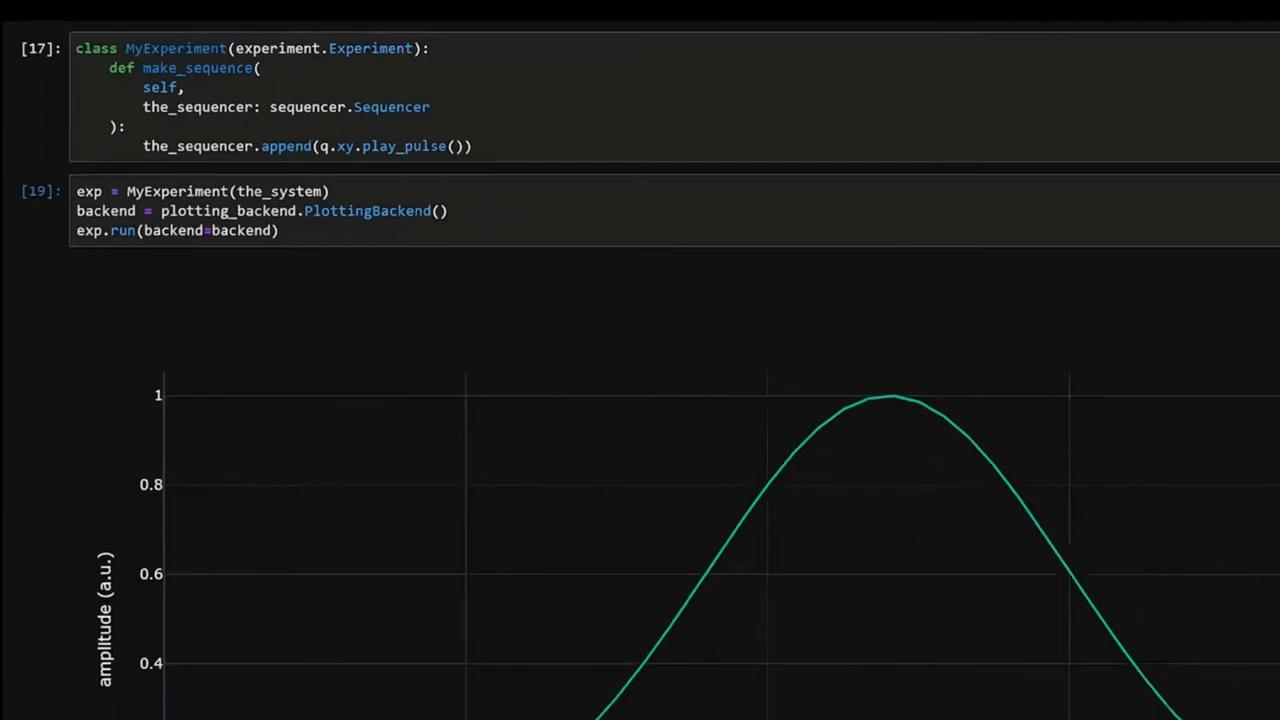 [17]: class MyExperiment(experiment.Experiment):
def make_sequence(
self,
the_sequencer: sequencer.Sequencer
):
the_sequencer.append(q.xy.play_pulse())
[19]: exp = MyExperiment(the_system)
backend = plotting_backend.PlottingBackend()
exp.run(backend=backend)
1
0.8
0.6
0.4
amplitude (a.u.)